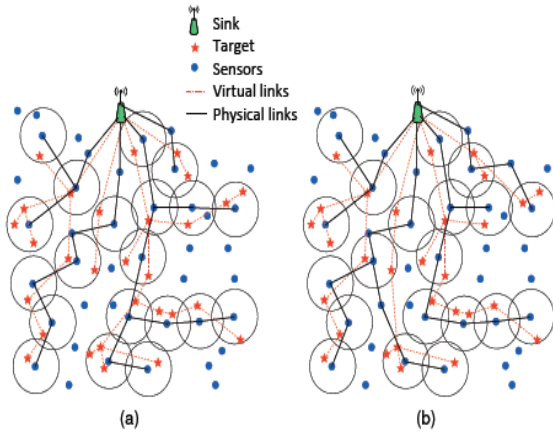 Sink
Target
Sensors
Virtual links
Physical links
(a)
(b)